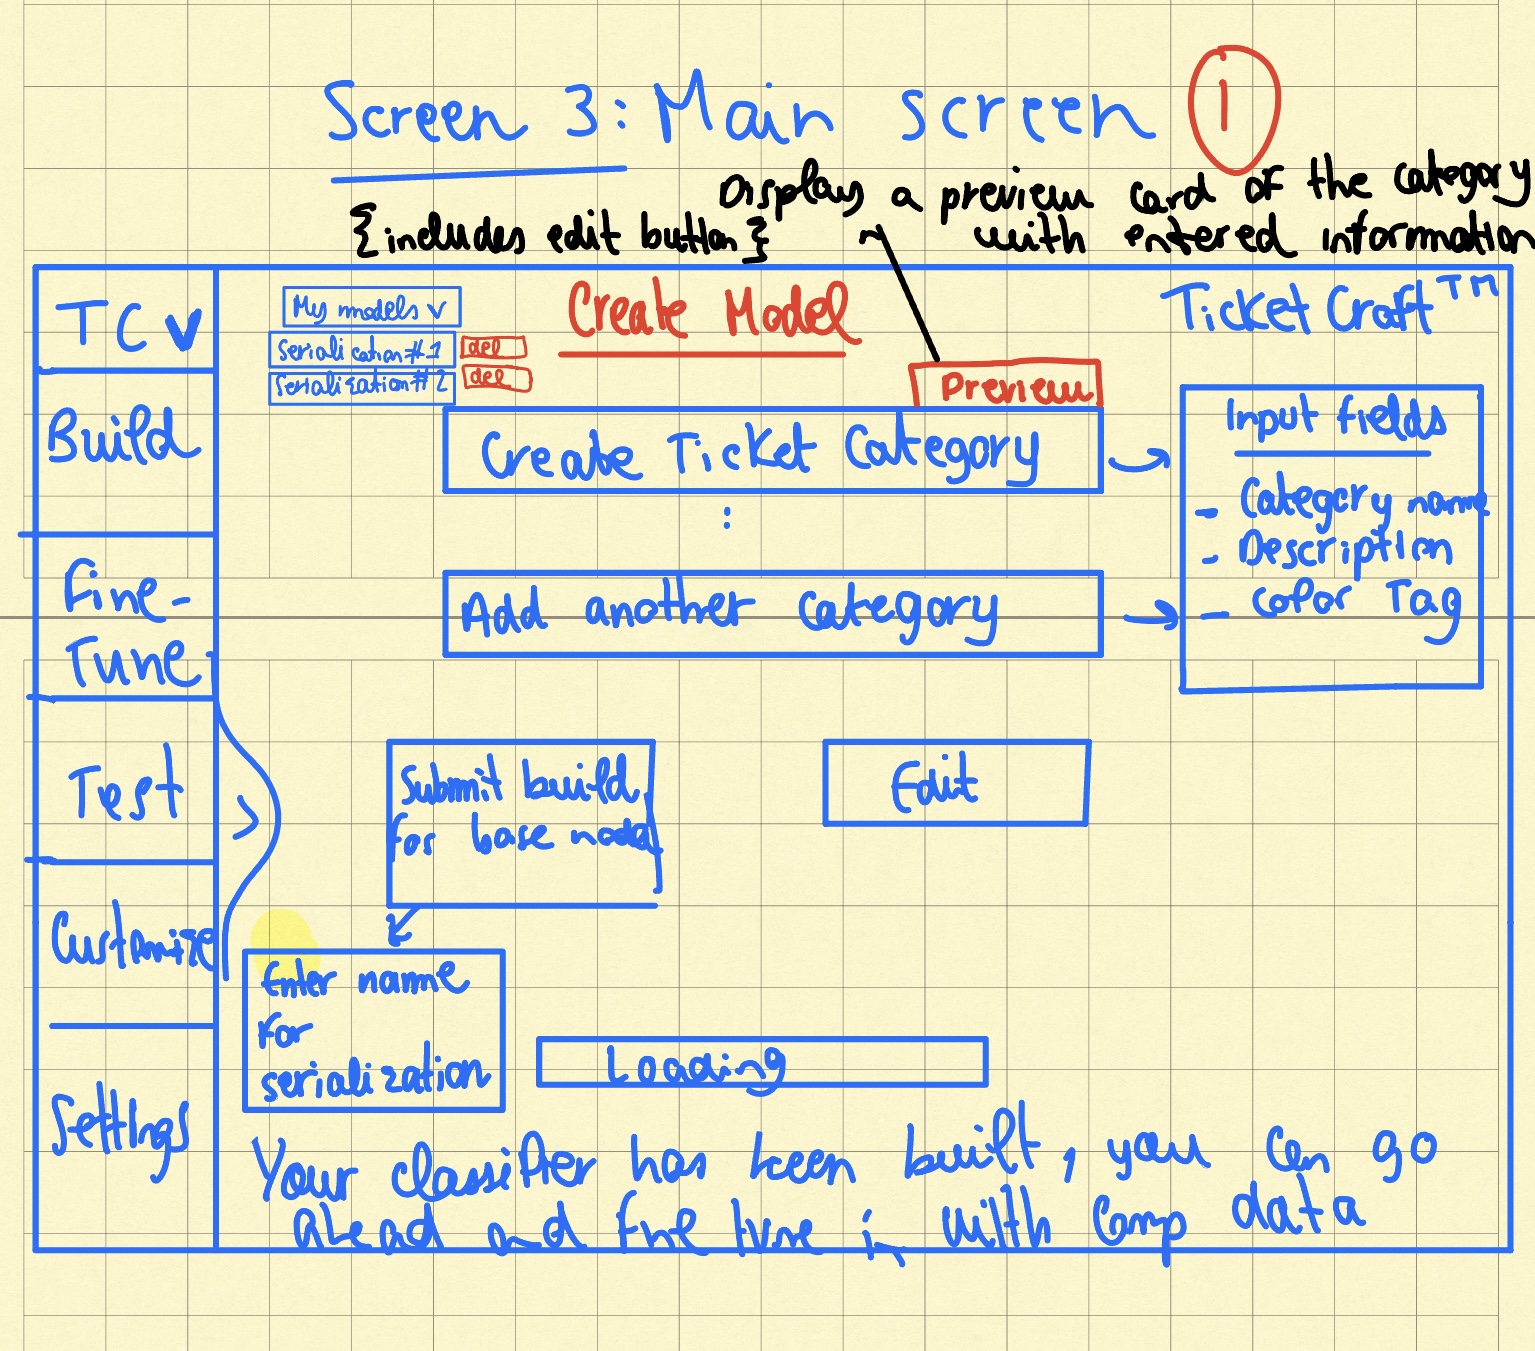 Screen 3: Main screen 1
Displays a preview card of the category
{includes edit button} with entered information
TC
Build
Fine-
Tune
Test
>
Customize
Settings
My models v
Serialization #1 del
Serialization #2 del
Create Model
TicketCraft™
Preview
Create Ticket Category
:
Add another category
Input fields
- Category name
- Description
- Color Tag
Submit build
for base model
Edit
Enter name
for
serialization
Loading
Your classifier has been built, you can go
ahead and fine tune it with comp data